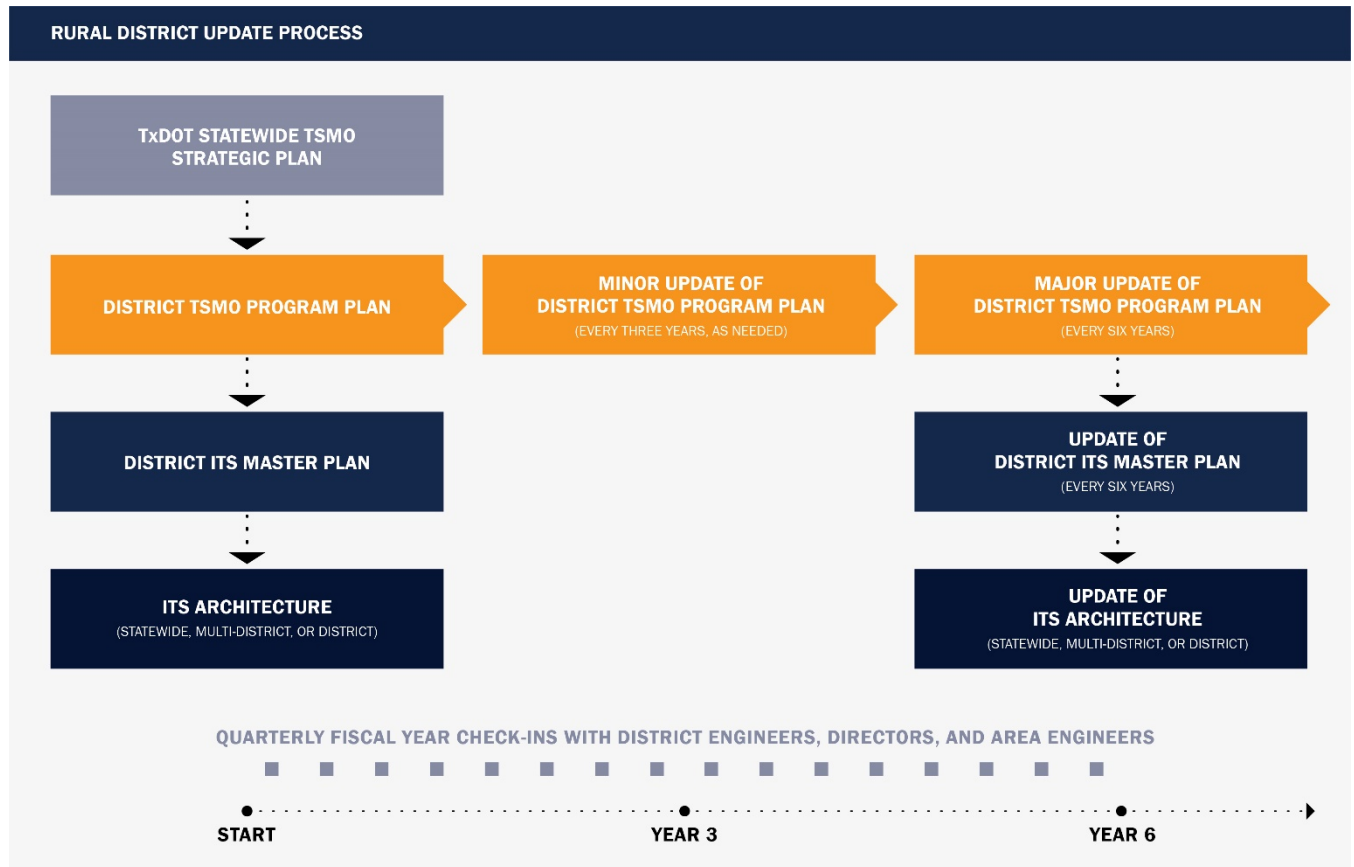 RURAL DISTRICT UPDATE PROCESS
TxDOT STATEWIDE TSMO
STRATEGIC PLAN
DISTRICT TSMO PROGRAM PLAN
MINOR UPDATE OF
DISTRICT TSMO PROGRAM PLAN
(EVERY THREE YEARS, AS NEEDED)
MAJOR UPDATE OF
DISTRICT TSMO PROGRAM PLAN
(EVERY SIX YEARS)
DISTRICT ITS MASTER PLAN
UPDATE OF
DISTRICT ITS MASTER PLAN
(EVERY SIX YEARS)
ITS ARCHITECTURE
(STATEWIDE, MULTI-DISTRICT, OR DISTRICT)
UPDATE OF
ITS ARCHITECTURE
(STATEWIDE, MULTI-DISTRICT, OR DISTRICT)
QUARTERLY FISCAL YEAR CHECK-INS WITH DISTRICT ENGINEERS, DIRECTORS, AND AREA ENGINEERS
START
YEAR 3
YEAR 6